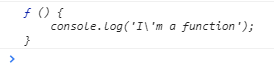 f () {
    console.log('I\'m a function');
}
>